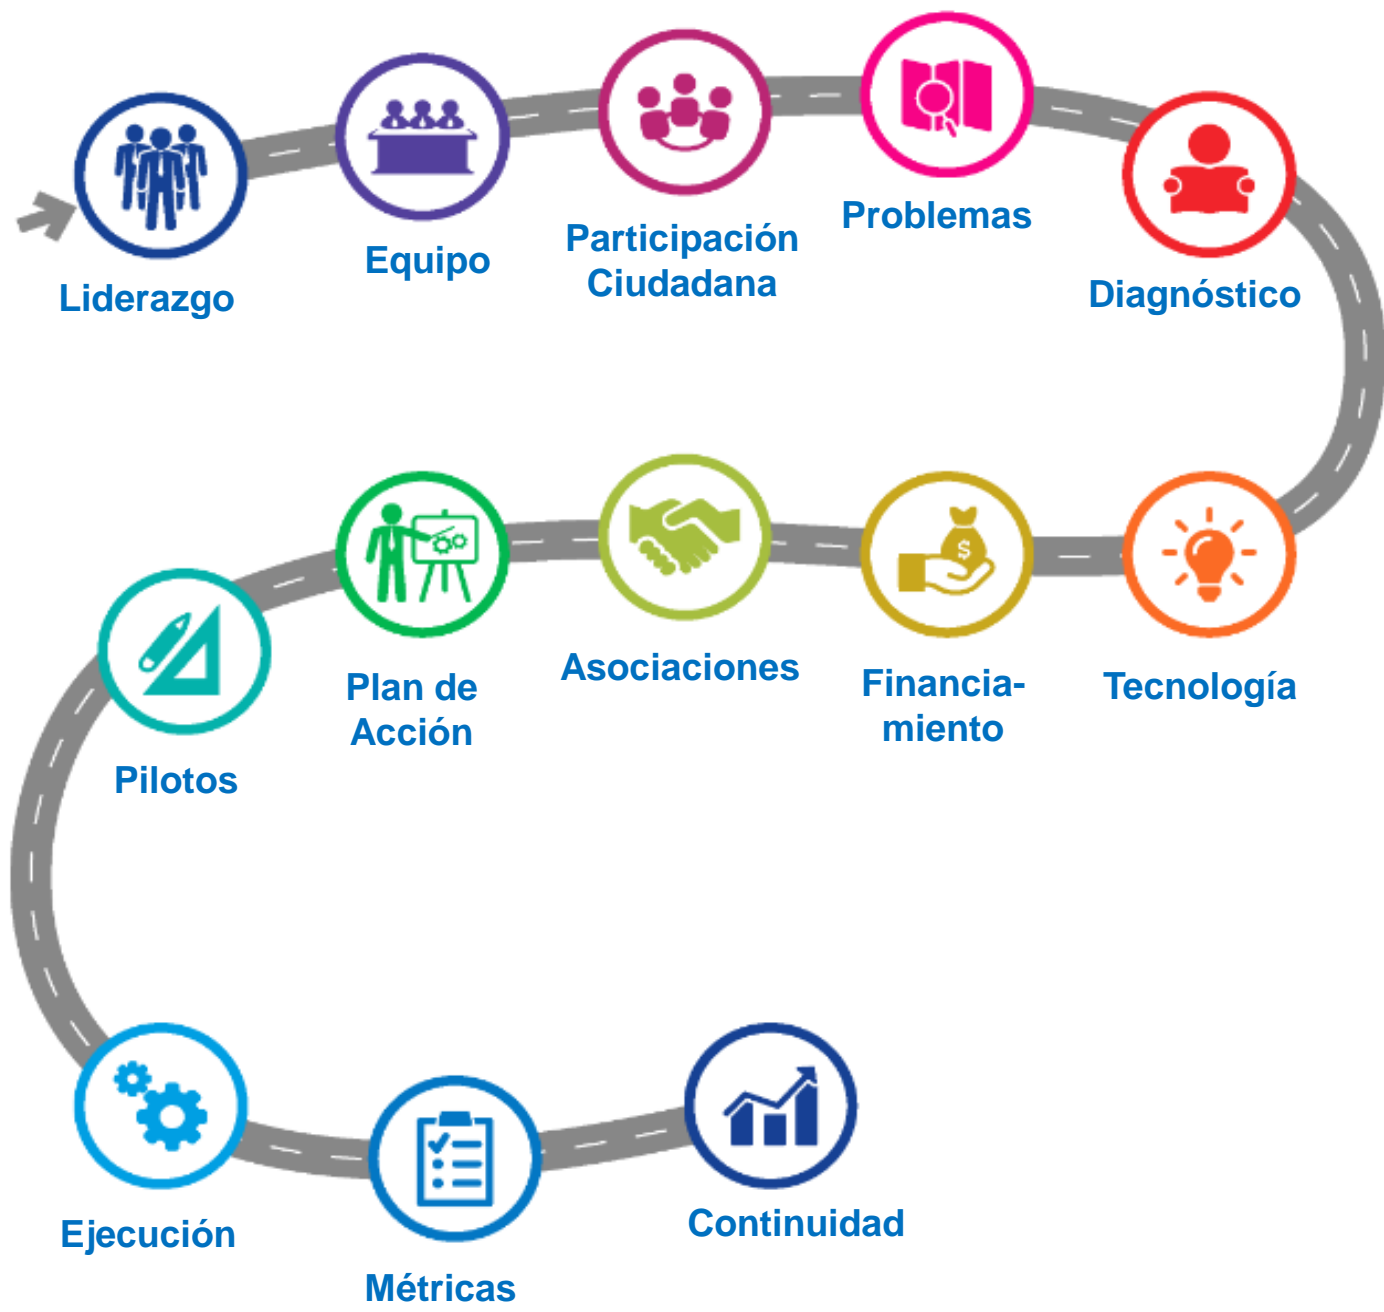 Liderazgo
Equipo
Participación
Ciudadana
Problemas
Diagnóstico
Tecnología
Financia-
miento
Asociaciones
Plan de
Acción
Pilotos
Ejecución
Métricas
Continuidad
$